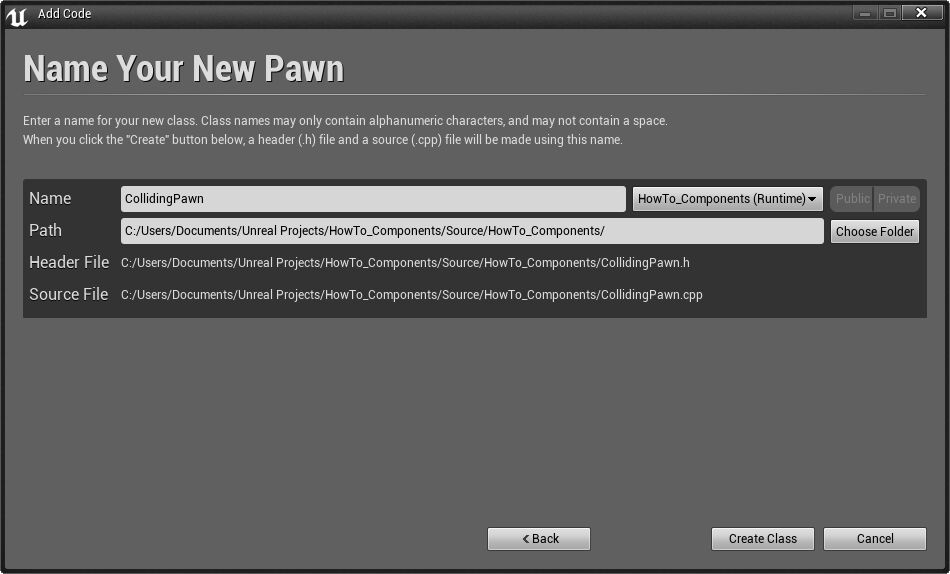 Add Code
Name Your New Pawn
Enter a name for your new class. Class names may only contain alphanumeric characters, and may not contain a space.
When you click the "Create" button below, a header (.h) file and a source (.cpp) file will be made using this name.
Name CollidingPawn HowTo_Components (Runtime) Public Private
Path C:/Users/Documents/Unreal Projects/HowTo_Components/Source/HowTo_Components/ Choose Folder
Header File C:/Users/Documents/Unreal Projects/HowTo_Components/Source/HowTo_Components/CollidingPawn.h
Source File C:/Users/Documents/Unreal Projects/HowTo_Components/Source/HowTo_Components/CollidingPawn.cpp
Back Create Class Cancel